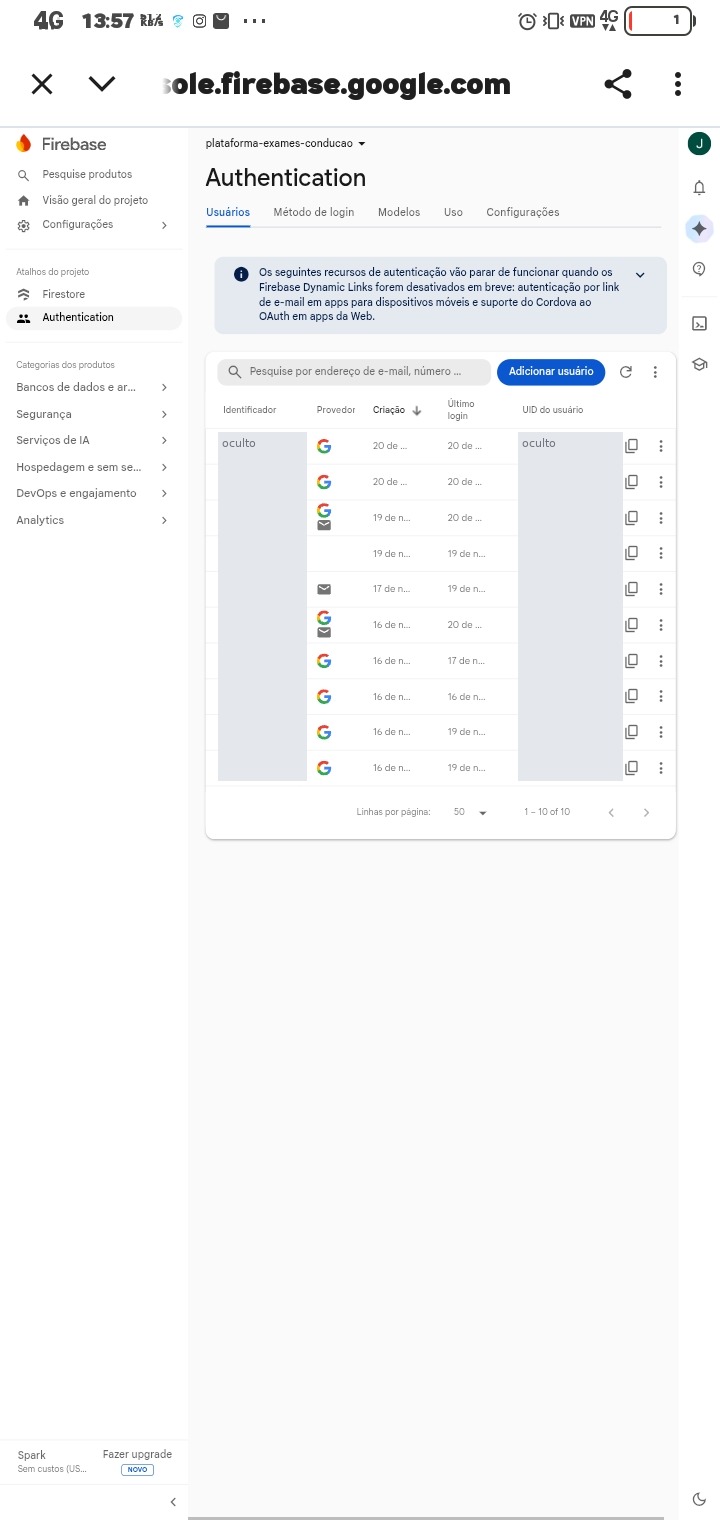 4G 13:57
VPN 4G 1
ole.firebase.google.com
Firebase
Pesquise produtos
Visão geral do projeto
Configurações
Atalhos do projeto
Firestore
Authentication
Categorias dos produtos
Bancos de dados e ar...
Segurança
Serviços de IA
Hospedagem e sem se...
DevOps e engajamento
Analytics
Spark
Sem custos (US...
Fazer upgrade
NOVO
plataforma-exames-conducao
J
Authentication
Usuários Método de login Modelos Uso Configurações
Os seguintes recursos de autenticação vão parar de funcionar quando os
Firebase Dynamic Links forem desativados em breve: autenticação por link
de e-mail em apps para dispositivos móveis e suporte do Cordova ao
OAuth em apps da Web.
Pesquise por endereço de e-mail, número ... Adicionar usuário
Identificador Provedor Criação Último login UID do usuário
oculto 20 de ... 20 de ... oculto
20 de ... 20 de ...
19 de n... 20 de ...
19 de n... 19 de n...
17 de n... 19 de n...
16 de n... 20 de ...
16 de n... 17 de n...
16 de n... 16 de n...
16 de n... 19 de n...
16 de n... 19 de n...
Linhas por página: 50 1 – 10 of 10